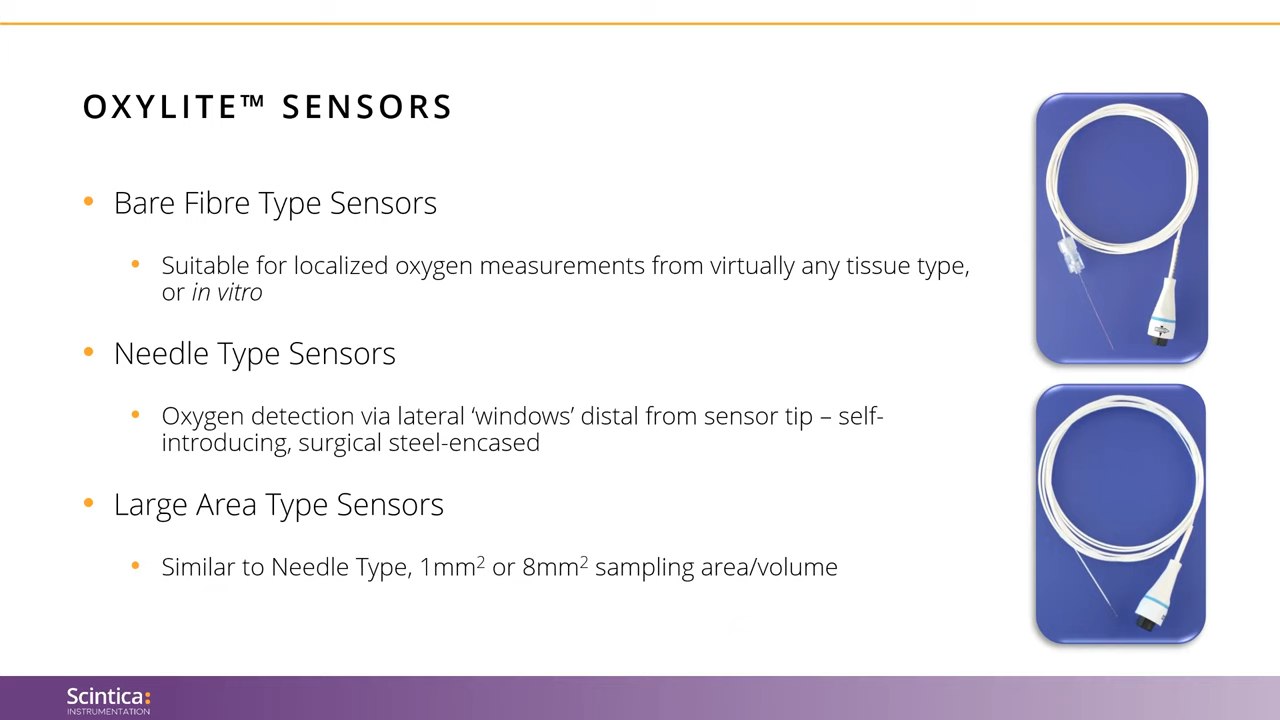 OXYLITE™ SENSORS
• Bare Fibre Type Sensors
• Suitable for localized oxygen measurements from virtually any tissue type,
or in vitro
• Needle Type Sensors
• Oxygen detection via lateral ‘windows’ distal from sensor tip – self-
introducing, surgical steel-encased
• Large Area Type Sensors
• Similar to Needle Type, 1mm² or 8mm² sampling area/volume
Scintica:
INSTRUMENTATION